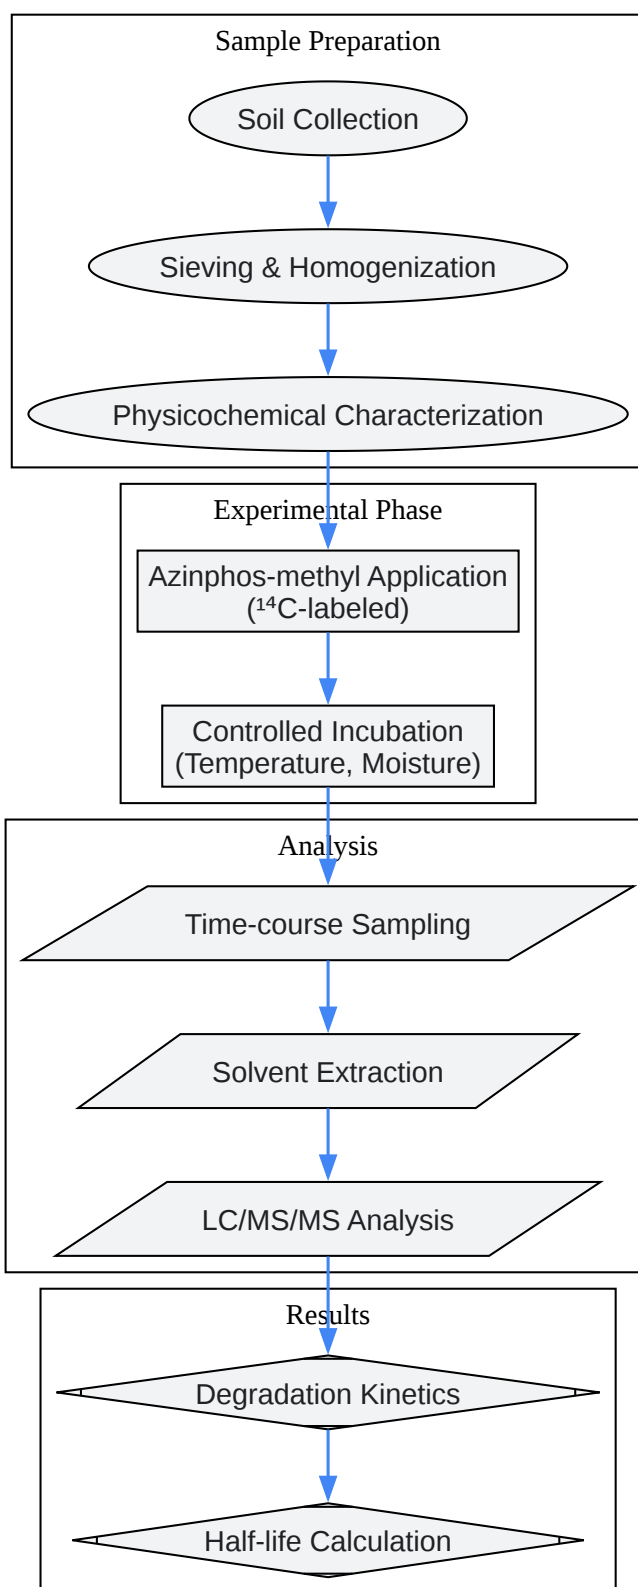 Sample Preparation
Soil Collection
Sieving & Homogenization
Physicochemical Characterization
Experimental Phase
Azinphos-methyl Application
(¹⁴C-labeled)
Controlled Incubation
(Temperature, Moisture)
Analysis
Time-course Sampling
Solvent Extraction
LC/MS/MS Analysis
Results
Degradation Kinetics
Half-life Calculation